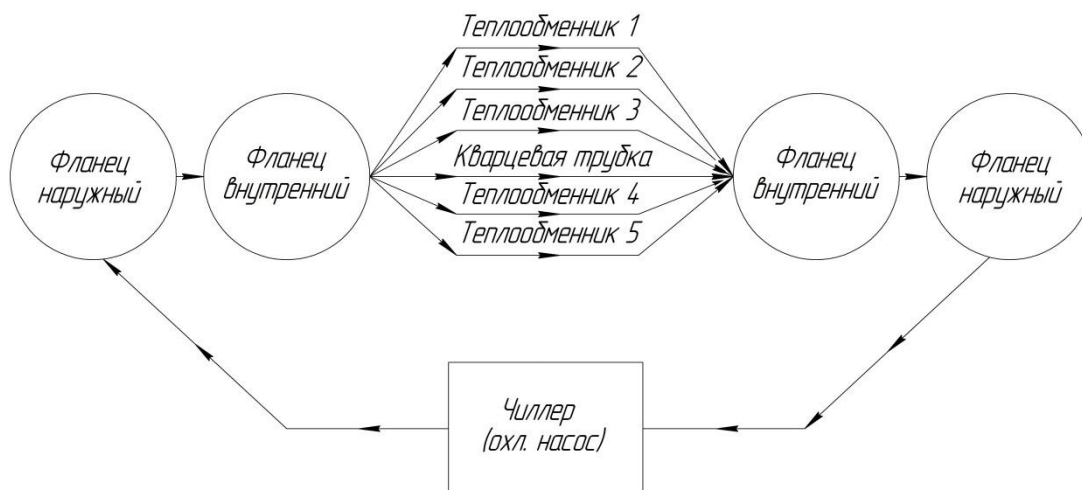 Теплообменник 1
Теплообменник 2
Теплообменник 3
Кварцевая трубка
Теплообменник 4
Теплообменник 5
Фланец
наружный
Фланец
внутренний
Фланец
внутренний
Фланец
наружный
Чиллер
(охл. насос)